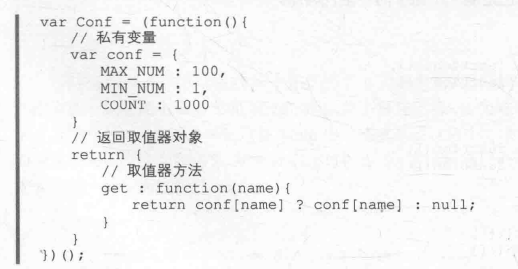 var Conf = (function(){
    // 私有变量
    var conf = {
        MAX_NUM : 100,
        MIN_NUM : 1,
        COUNT : 1000
    }
    // 返回取值器对象
    return {
        // 取值器方法
        get : function(name){
            return conf[name] ? conf[name] : null;
        }
    }
})();